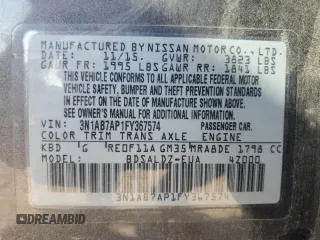 MANUFACTURED BY NISSAN MOTOR CO., LTD.
DATE: 11/15. GVWR: 3823 LBS
GAWR FR: 1995 LBS GAWR RR: 1841 LBS
THIS VEHICLE CONFORMS TO ALL APPLICABLE FEDERAL MOTOR
VEHICLE SAFETY, BUMPER AND THEFT PREVENTION STANDARDS
IN EFFECT ON THE DATE OF MANUFACTURE
SEE OWNER'S MANUAL FOR ADDITIONAL INFORMATION.
VIN: 3N1AB7AP1FY367574 PASSENGER CAR.
COLOR TRIM TRANS AXLE ENGINE
KBD G RE0F11A GM35 MRA8DE 1798 CC
MODEL: BDSALDZ-EUA 47000
3N1AB7AP1FY367574
DREAMBID